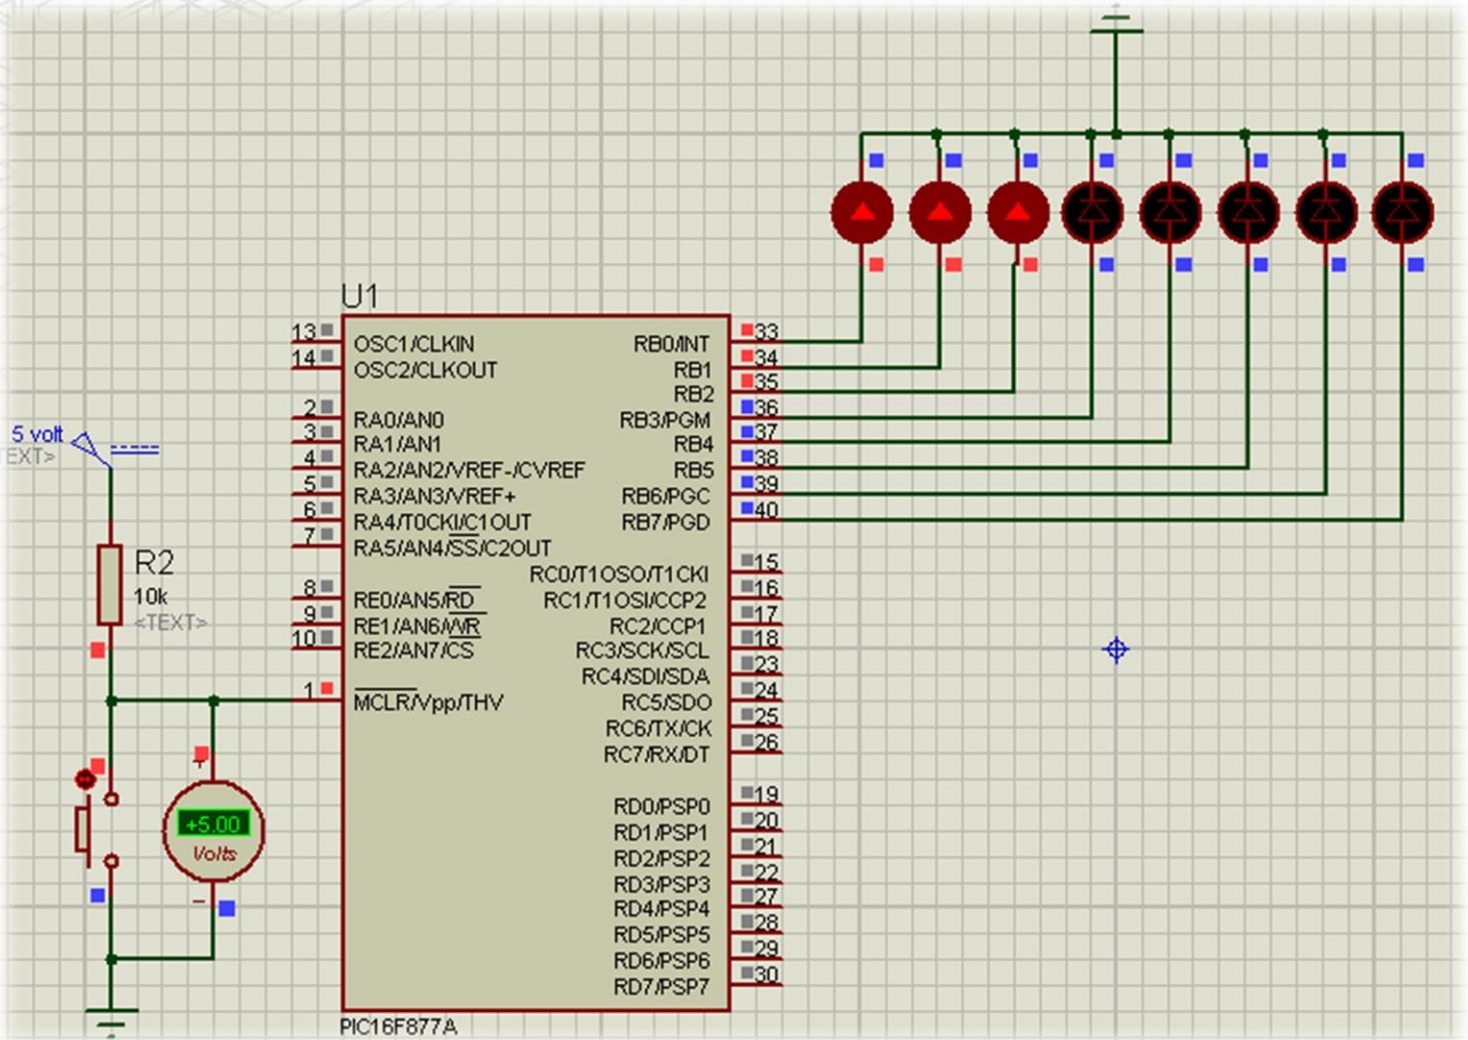 U1
13
OSC1/CLKIN
14
OSC2/CLKOUT
2
RA0/AN0
3
RA1/AN1
4
RA2/AN2/VREF-/CVREF
5
RA3/AN3/VREF+
6
RA4/T0CKI/C1OUT
7
RA5/AN4/SS/C2OUT
8
RE0/AN5/RD
9
RE1/AN6/WR
10
RE2/AN7/CS
1
MCLR/Vpp/THV
RB0/INT
33
RB1
34
RB2
35
RB3/PGM
36
RB4
37
RB5
38
RB6/PGC
39
RB7/PGD
40
RC0/T1OSO/T1CKI
15
RC1/T1OSI/CCP2
16
RC2/CCP1
17
RC3/SCK/SCL
18
RC4/SDI/SDA
23
RC5/SDO
24
RC6/TX/CK
25
RC7/RX/DT
26
RD0/PSP0
19
RD1/PSP1
20
RD2/PSP2
21
RD3/PSP3
22
RD4/PSP4
27
RD5/PSP5
28
RD6/PSP6
29
RD7/PSP7
30
PIC16F877A
5 volt
EXT>
R2
10k
<TEXT>
+
+5.00
Volts
−